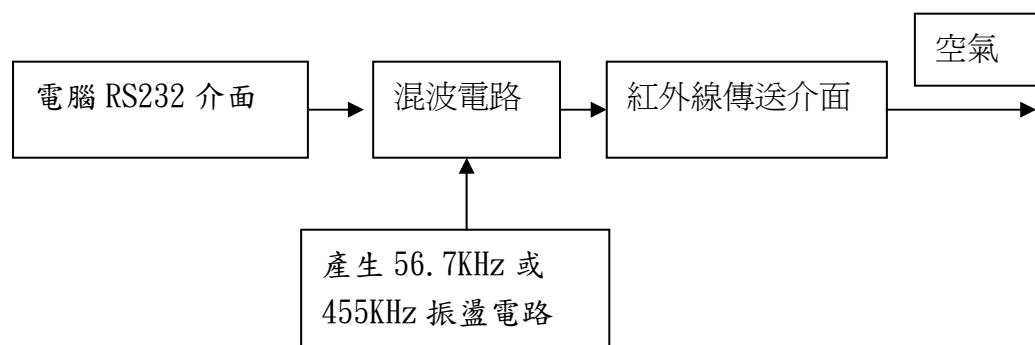 空氣
電腦 RS232 介面
混波電路
紅外線傳送介面
產生 56.7KHz 或
455KHz 振盪電路